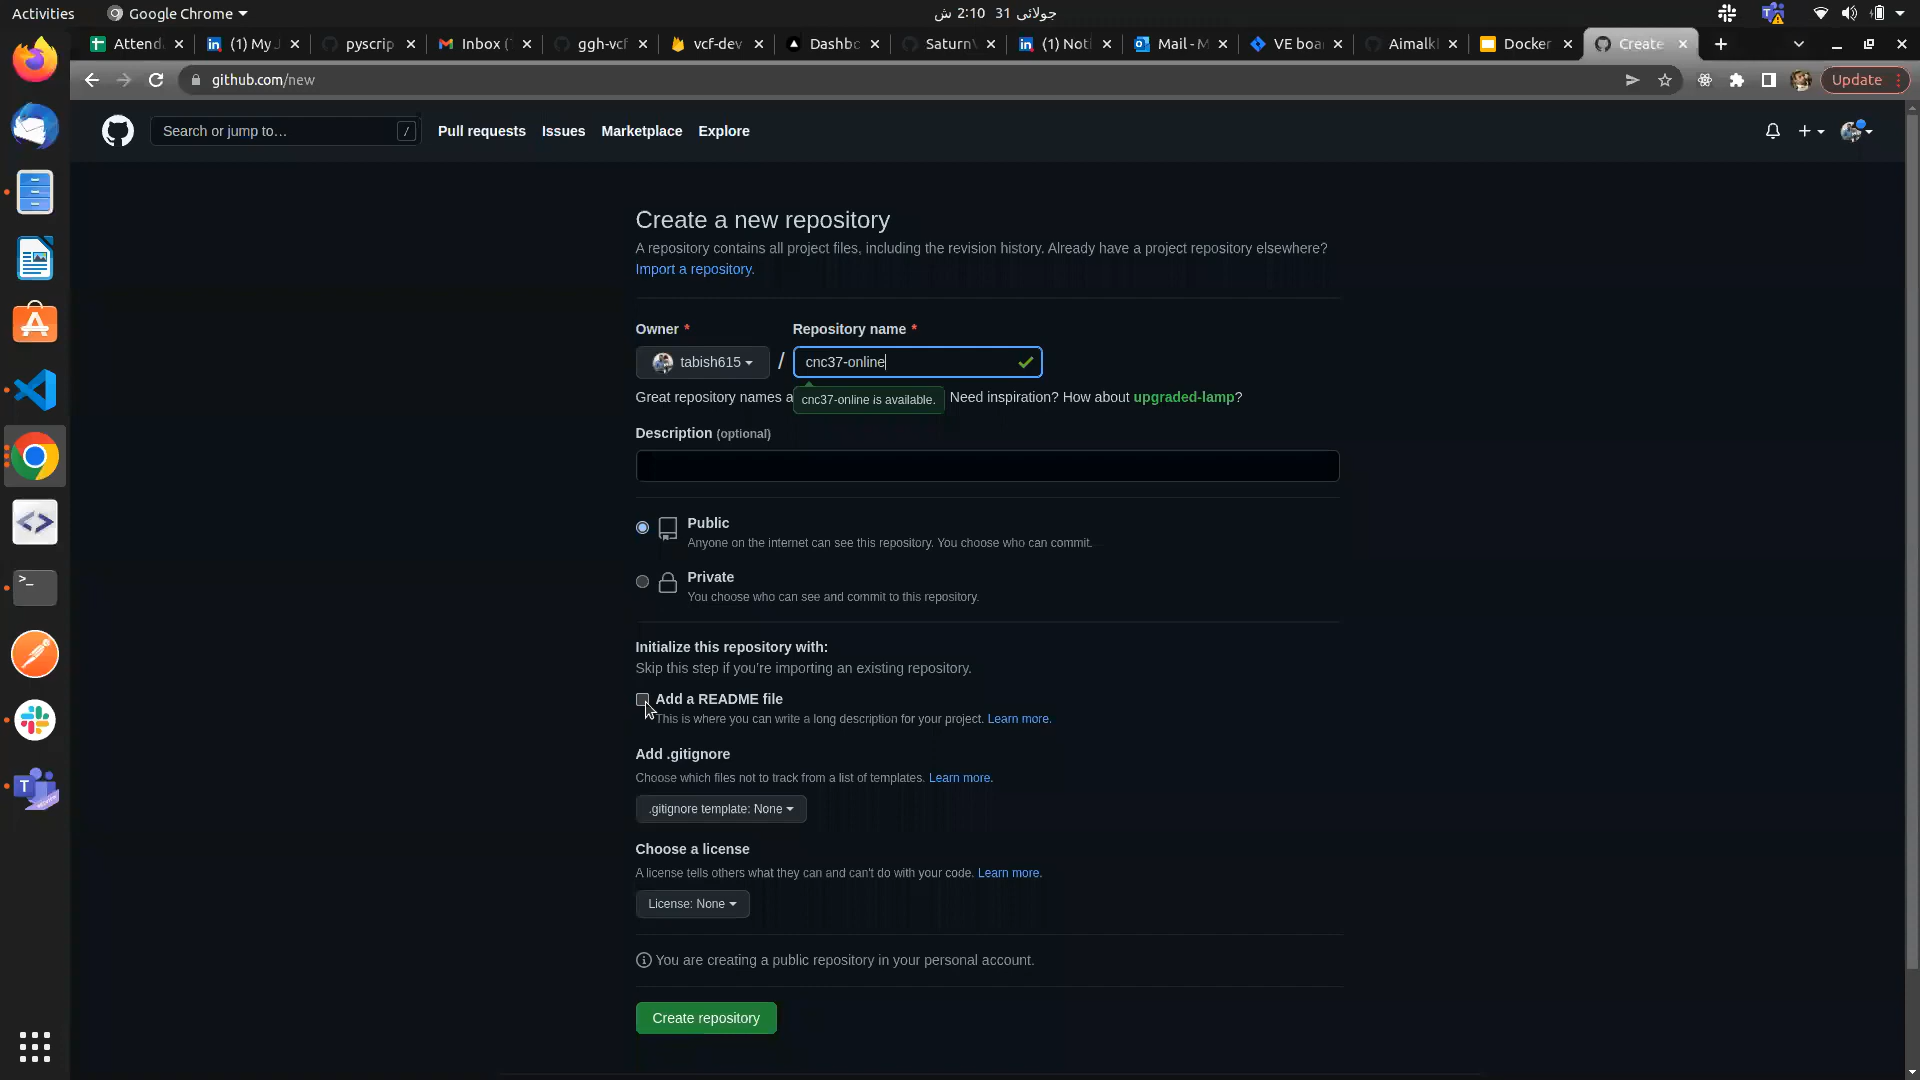 Activities
Google Chrome
جولائی 31  2:10 ش
Attend
(1) My J
pyscrip
Inbox (
ggh-vcf
vcf-dev
Dashbo
Saturn
(1) Noti
Mail - M
VE boa
Aimalkl
Docker
Create
github.com/new
Update
Search or jump to…
/
Pull requests
Issues
Marketplace
Explore
Create a new repository
A repository contains all project files, including the revision history. Already have a project repository elsewhere?
Import a repository.
Owner *
Repository name *
tabish615
/
cnc37-online
Great repository names a
cnc37-online is available.
Need inspiration? How about upgraded-lamp?
Description (optional)
Public
Anyone on the internet can see this repository. You choose who can commit.
Private
You choose who can see and commit to this repository.
Initialize this repository with:
Skip this step if you're importing an existing repository.
Add a README file
This is where you can write a long description for your project. Learn more.
Add .gitignore
Choose which files not to track from a list of templates. Learn more.
.gitignore template: None
Choose a license
A license tells others what they can and can't do with your code. Learn more.
License: None
You are creating a public repository in your personal account.
Create repository